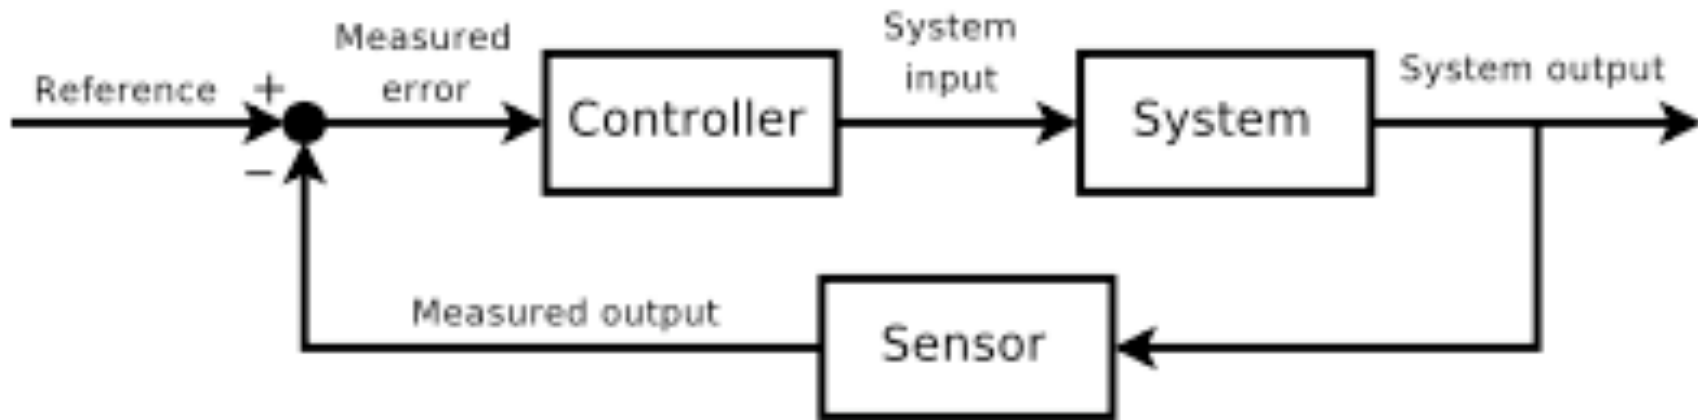 Reference
+
−
Measured
error
Controller
System
input
System
System output
Measured output
Sensor